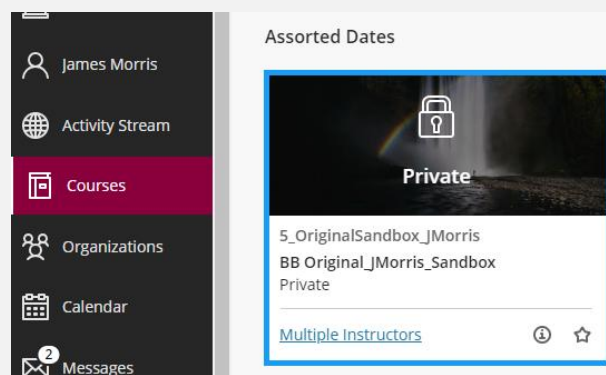 James Morris
Activity Stream
Courses
Organizations
Calendar
2
Messages
Assorted Dates
Private
5_OriginalSandbox_JMorris
BB Original_JMorris_Sandbox
Private
Multiple Instructors